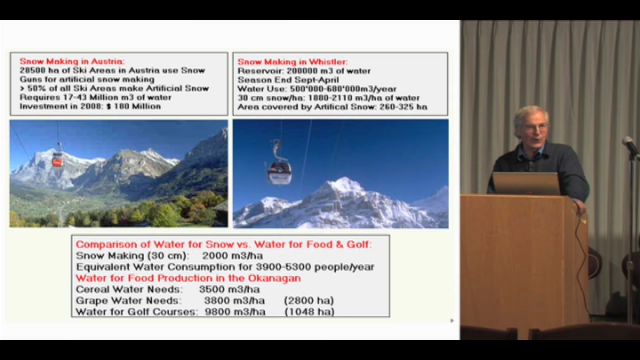 Snow Making in Austria:
28500 ha of Ski Areas in Austria use Snow
Guns for artificial snow making
> 50% of all Ski Areas make Artificial Snow
Requires 17-43 Million m3 of water
Investment in 2008: $ 180 Million
Snow Making in Whistler:
Reservoir: 200000 m3 of water
Season End Sept-April
Water Use: 500'000-680'000m3/year
30 cm snow/ha: 1880-2110 m3/ha of water
Area covered by Artifical Snow: 260-325 ha
Comparison of Water for Snow vs. Water for Food & Golf:
Snow Making (30 cm): 2000 m3/ha
Equivalent Water Consumption for 3900-5300 people/year
Water for Food Production in the Okanagan
Cereal Water Needs: 3500 m3/ha
Grape Water Needs: 3800 m3/ha (2800 ha)
Water for Golf Courses: 9800 m3/ha (1048 ha)